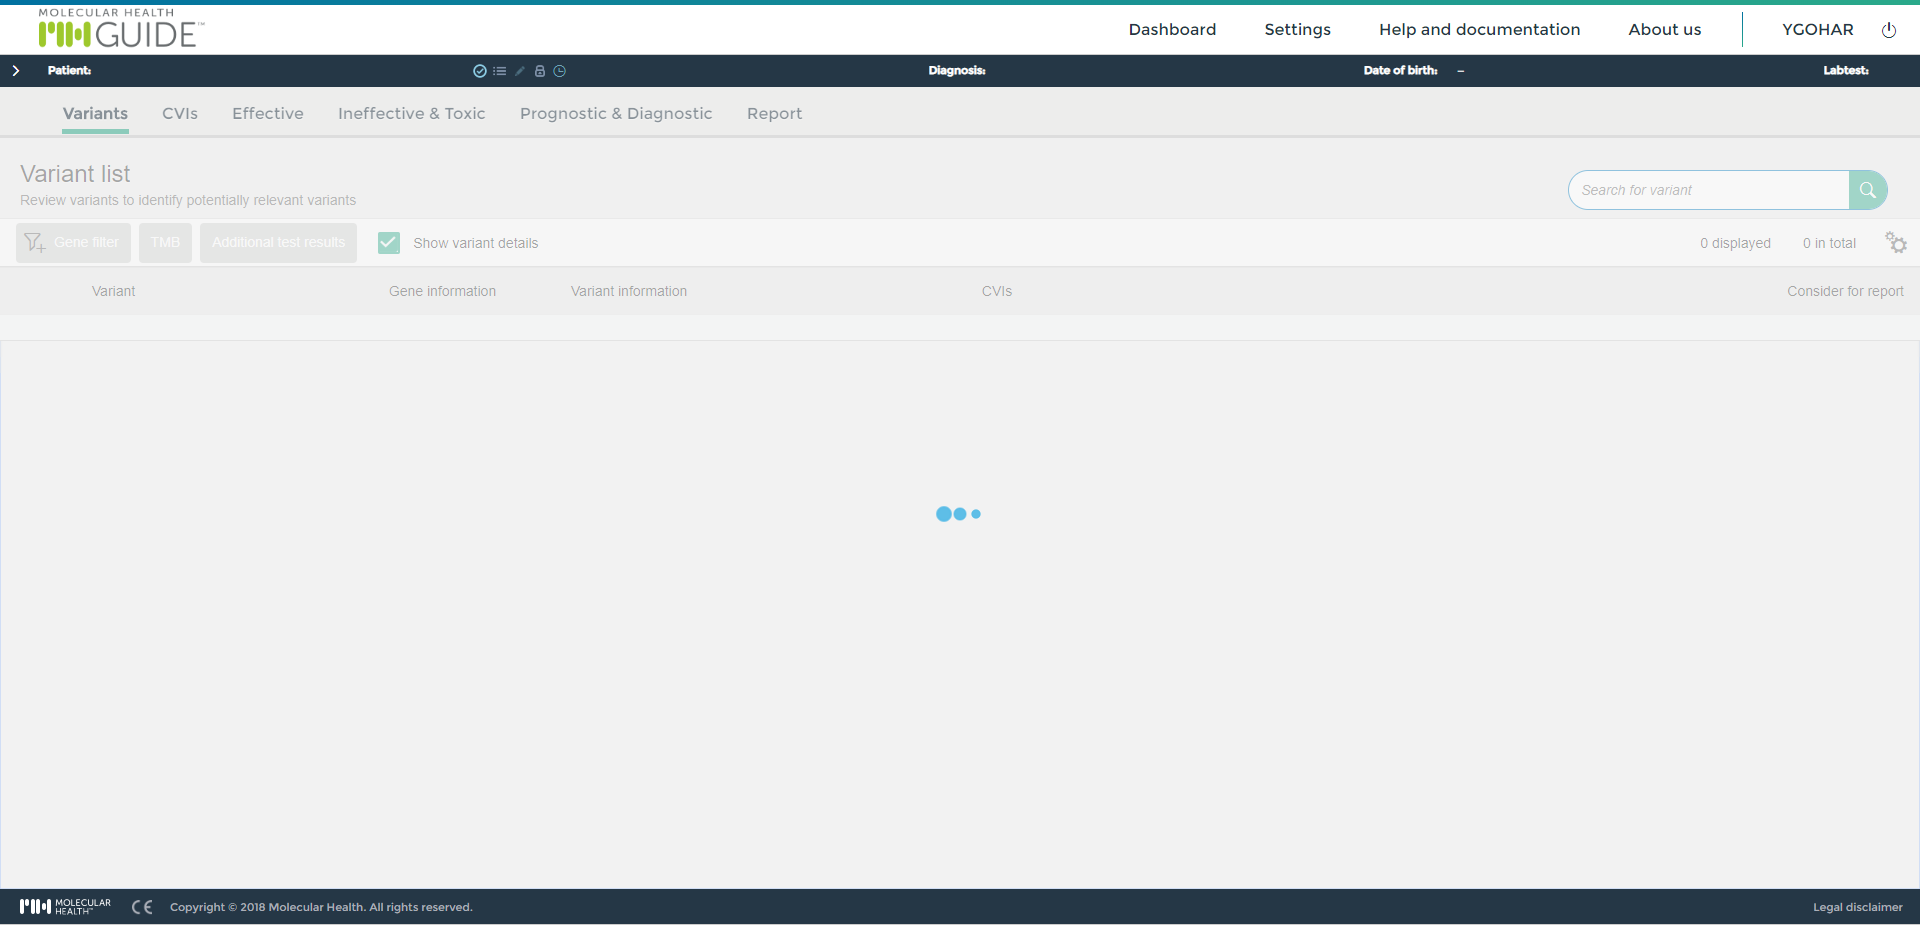 MOLECULAR HEALTH
GUIDE™
Dashboard Settings Help and documentation About us YGOHAR
Patient: Diagnosis: Date of birth: – Labtest:
Variants CVIs Effective Ineffective & Toxic Prognostic & Diagnostic Report
Variant list
Review variants to identify potentially relevant variants
Search for variant
Gene filter TMB Additional test results Show variant details 0 displayed 0 in total
Variant Gene information Variant information CVIs Consider for report
MOLECULAR
HEALTH™
CE Copyright © 2018 Molecular Health. All rights reserved. Legal disclaimer